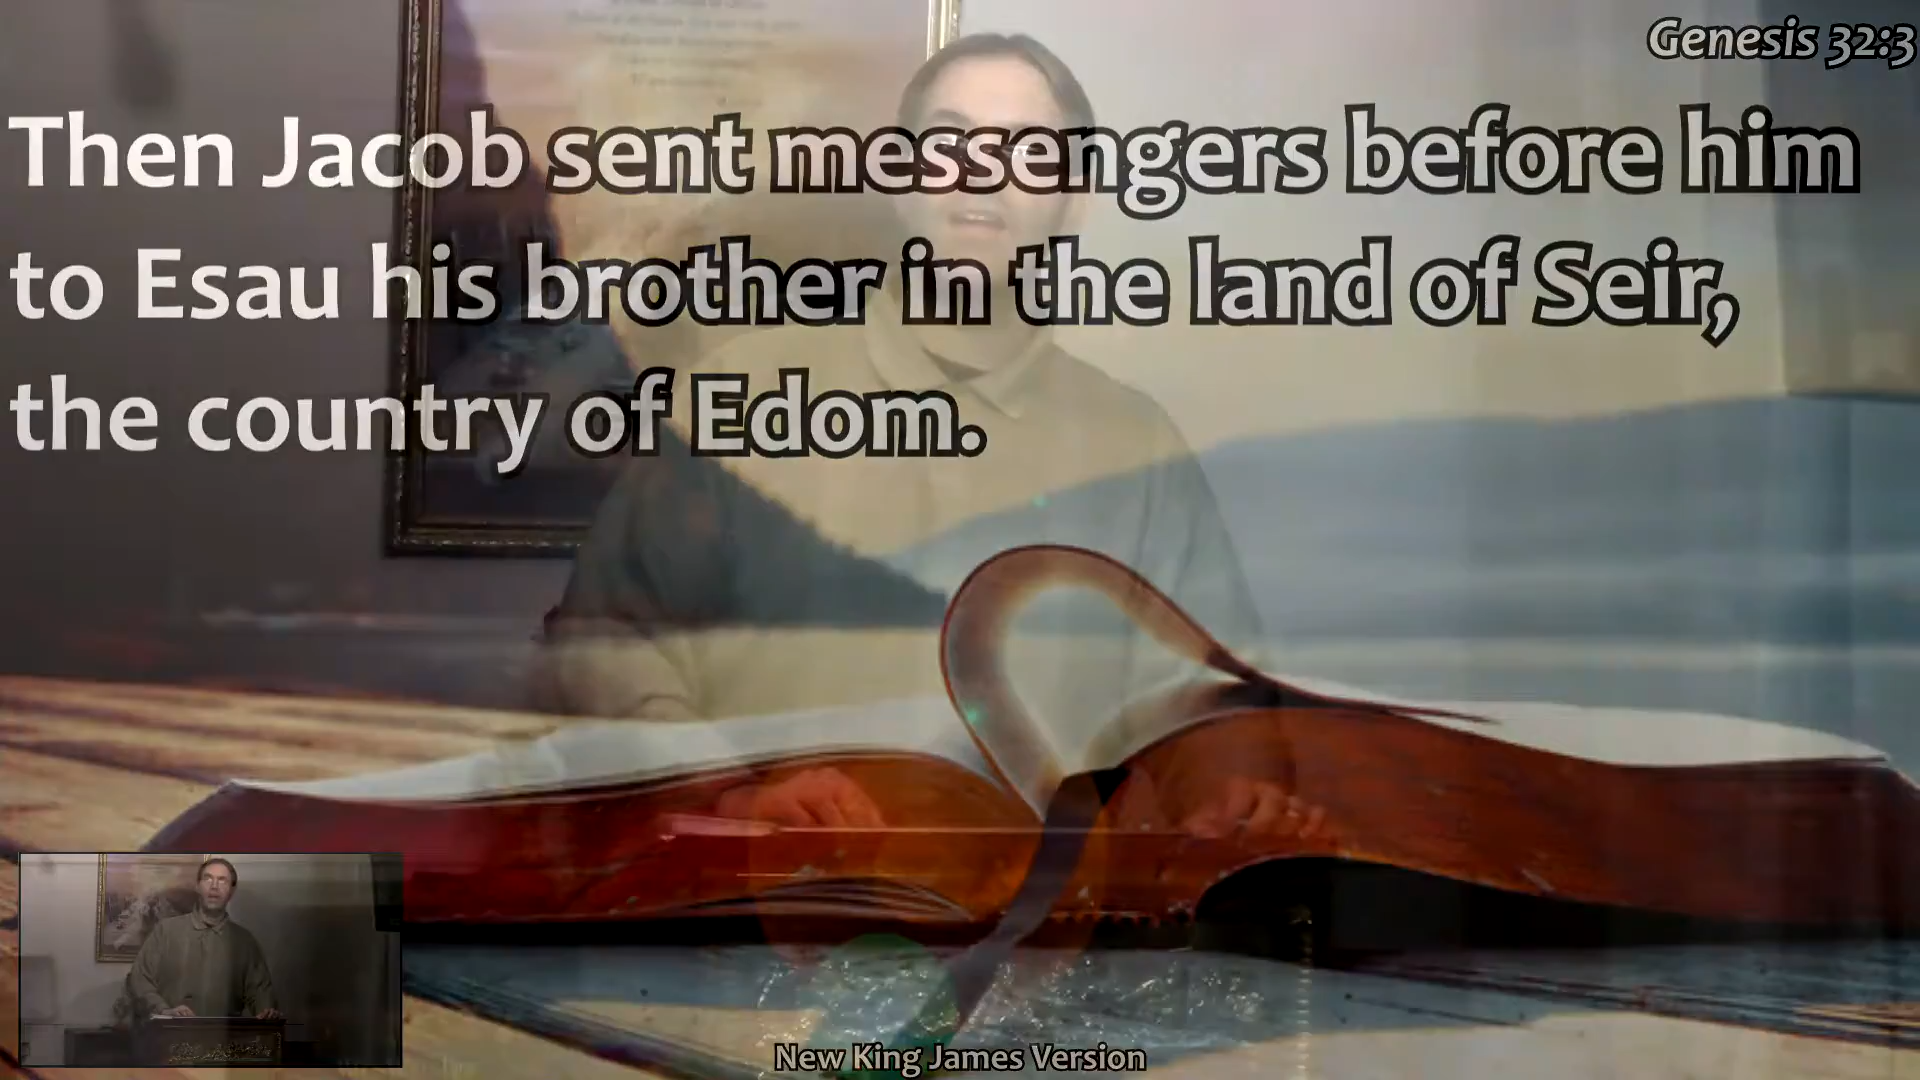 Genesis 32:3
Then Jacob sent messengers before him
to Esau his brother in the land of Seir,
the country of Edom.
New King James Version